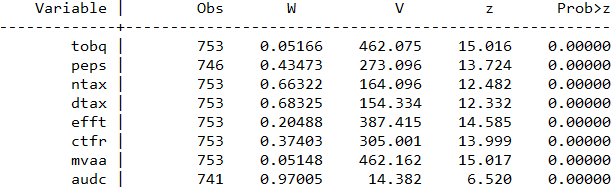 Variable | Obs W V z Prob>z
-------------+------------------------------------------------------
tobq | 753 0.05166 462.075 15.016 0.00000
peps | 746 0.43473 273.096 13.724 0.00000
ntax | 753 0.66322 164.096 12.482 0.00000
dtax | 753 0.68325 154.334 12.332 0.00000
efft | 753 0.20488 387.415 14.585 0.00000
ctfr | 753 0.37403 305.001 13.999 0.00000
mvaa | 753 0.05148 462.162 15.017 0.00000
audc | 741 0.97005 14.382 6.520 0.00000